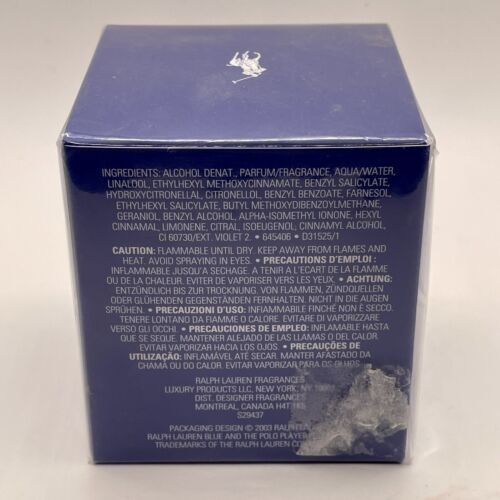 INGREDIENTS: ALCOHOL DENAT., PARFUM/FRAGRANCE, AQUA/WATER,
LINALOOL, ETHYLHEXYL METHOXYCINNAMATE, BENZYL SALICYLATE,
HYDROXYCITRONELLAL, CITRONELLOL, BENZYL BENZOATE, FARNESOL,
ETHYLHEXYL SALICYLATE, BUTYL METHOXYDIBENZOYLMETHANE,
GERANIOL, BENZYL ALCOHOL, ALPHA-ISOMETHYL IONONE, HEXYL
CINNAMAL, LIMONENE, CITRAL, ISOEUGENOL, CINNAMYL ALCOHOL,
CI 60730/EXT. VIOLET 2. • 645406 • D31525/1
CAUTION: FLAMMABLE UNTIL DRY. KEEP AWAY FROM FLAMES AND
HEAT. AVOID SPRAYING IN EYES. • PRECAUTIONS D'EMPLOI :
INFLAMMABLE JUSQU'A SECHAGE. A TENIR A L'ECART DE LA FLAMME
OU DE LA CHALEUR. EVITER DE VAPORISER VERS LES YEUX. • ACHTUNG:
ENTZÜNDLICH BIS ZUR TROCKNUNG. VON FLAMMEN, ZÜNDQUELLEN
ODER GLÜHENDEN GEGENSTÄNDEN FERNHALTEN. NICHT IN DIE AUGEN
SPRÜHEN. • PRECAUZIONI D'USO: INFIAMMABILE FINCHÉ NON È SECCO.
TENERE LONTANO DA FIAMME O CALORE. EVITARE DI VAPORIZZARE
VERSO GLI OCCHI. • PRECAUCIONES DE EMPLEO: INFLAMABLE HASTA
QUE SE SEQUE. MANTENER ALEJADO DE LAS LLAMAS O DEL CALOR.
EVITAR VAPORIZAR HACIA LOS OJOS. • PRECAUÇÕES DE
UTILIZAÇÃO: INFLAMÁVEL ATÉ SECAR. MANTER AFASTADO DA
CHAMA OU DO CALOR. EVITAR VAPORIZAR PARA OS OLHOS.
RALPH LAUREN FRAGRANCES
LUXURY PRODUCTS LLC, NEW YORK, NY
DIST. DESIGNER FRAGRANCES
MONTREAL, CANADA H4T 1K5
S29437
PACKAGING DESIGN © 2003 RALPH
RALPH LAUREN BLUE AND THE POLO PLAYER
TRADEMARKS OF THE RALPH LAUREN